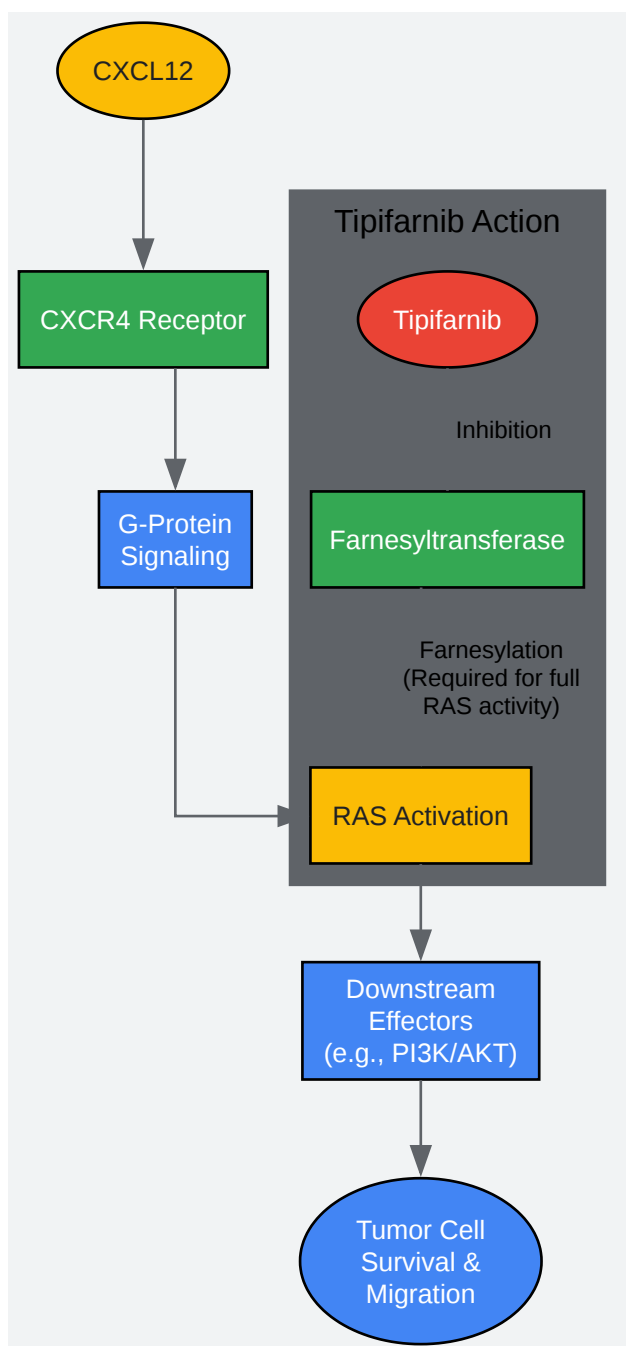 CXCL12
Tipifarnib Action
CXCR4 Receptor
Tipifarnib
Inhibition
G-Protein
Signaling
Farnesyltransferase
Farnesylation
(Required for full
RAS activity)
RAS Activation
Downstream
Effectors
(e.g., PI3K/AKT)
Tumor Cell
Survival &
Migration